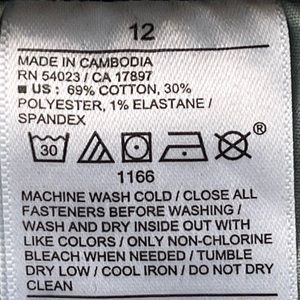 12
MADE IN CAMBODIA
RN 54023 / CA 17897
■ US : 69% COTTON, 30%
POLYESTER, 1% ELASTANE /
SPANDEX
30
®
1166
MACHINE WASH COLD / CLOSE ALL
FASTENERS BEFORE WASHING /
WASH AND DRY INSIDE OUT WITH
LIKE COLORS / ONLY NON-CHLORINE
BLEACH WHEN NEEDED / TUMBLE
DRY LOW / COOL IRON / DO NOT DRY
CLEAN